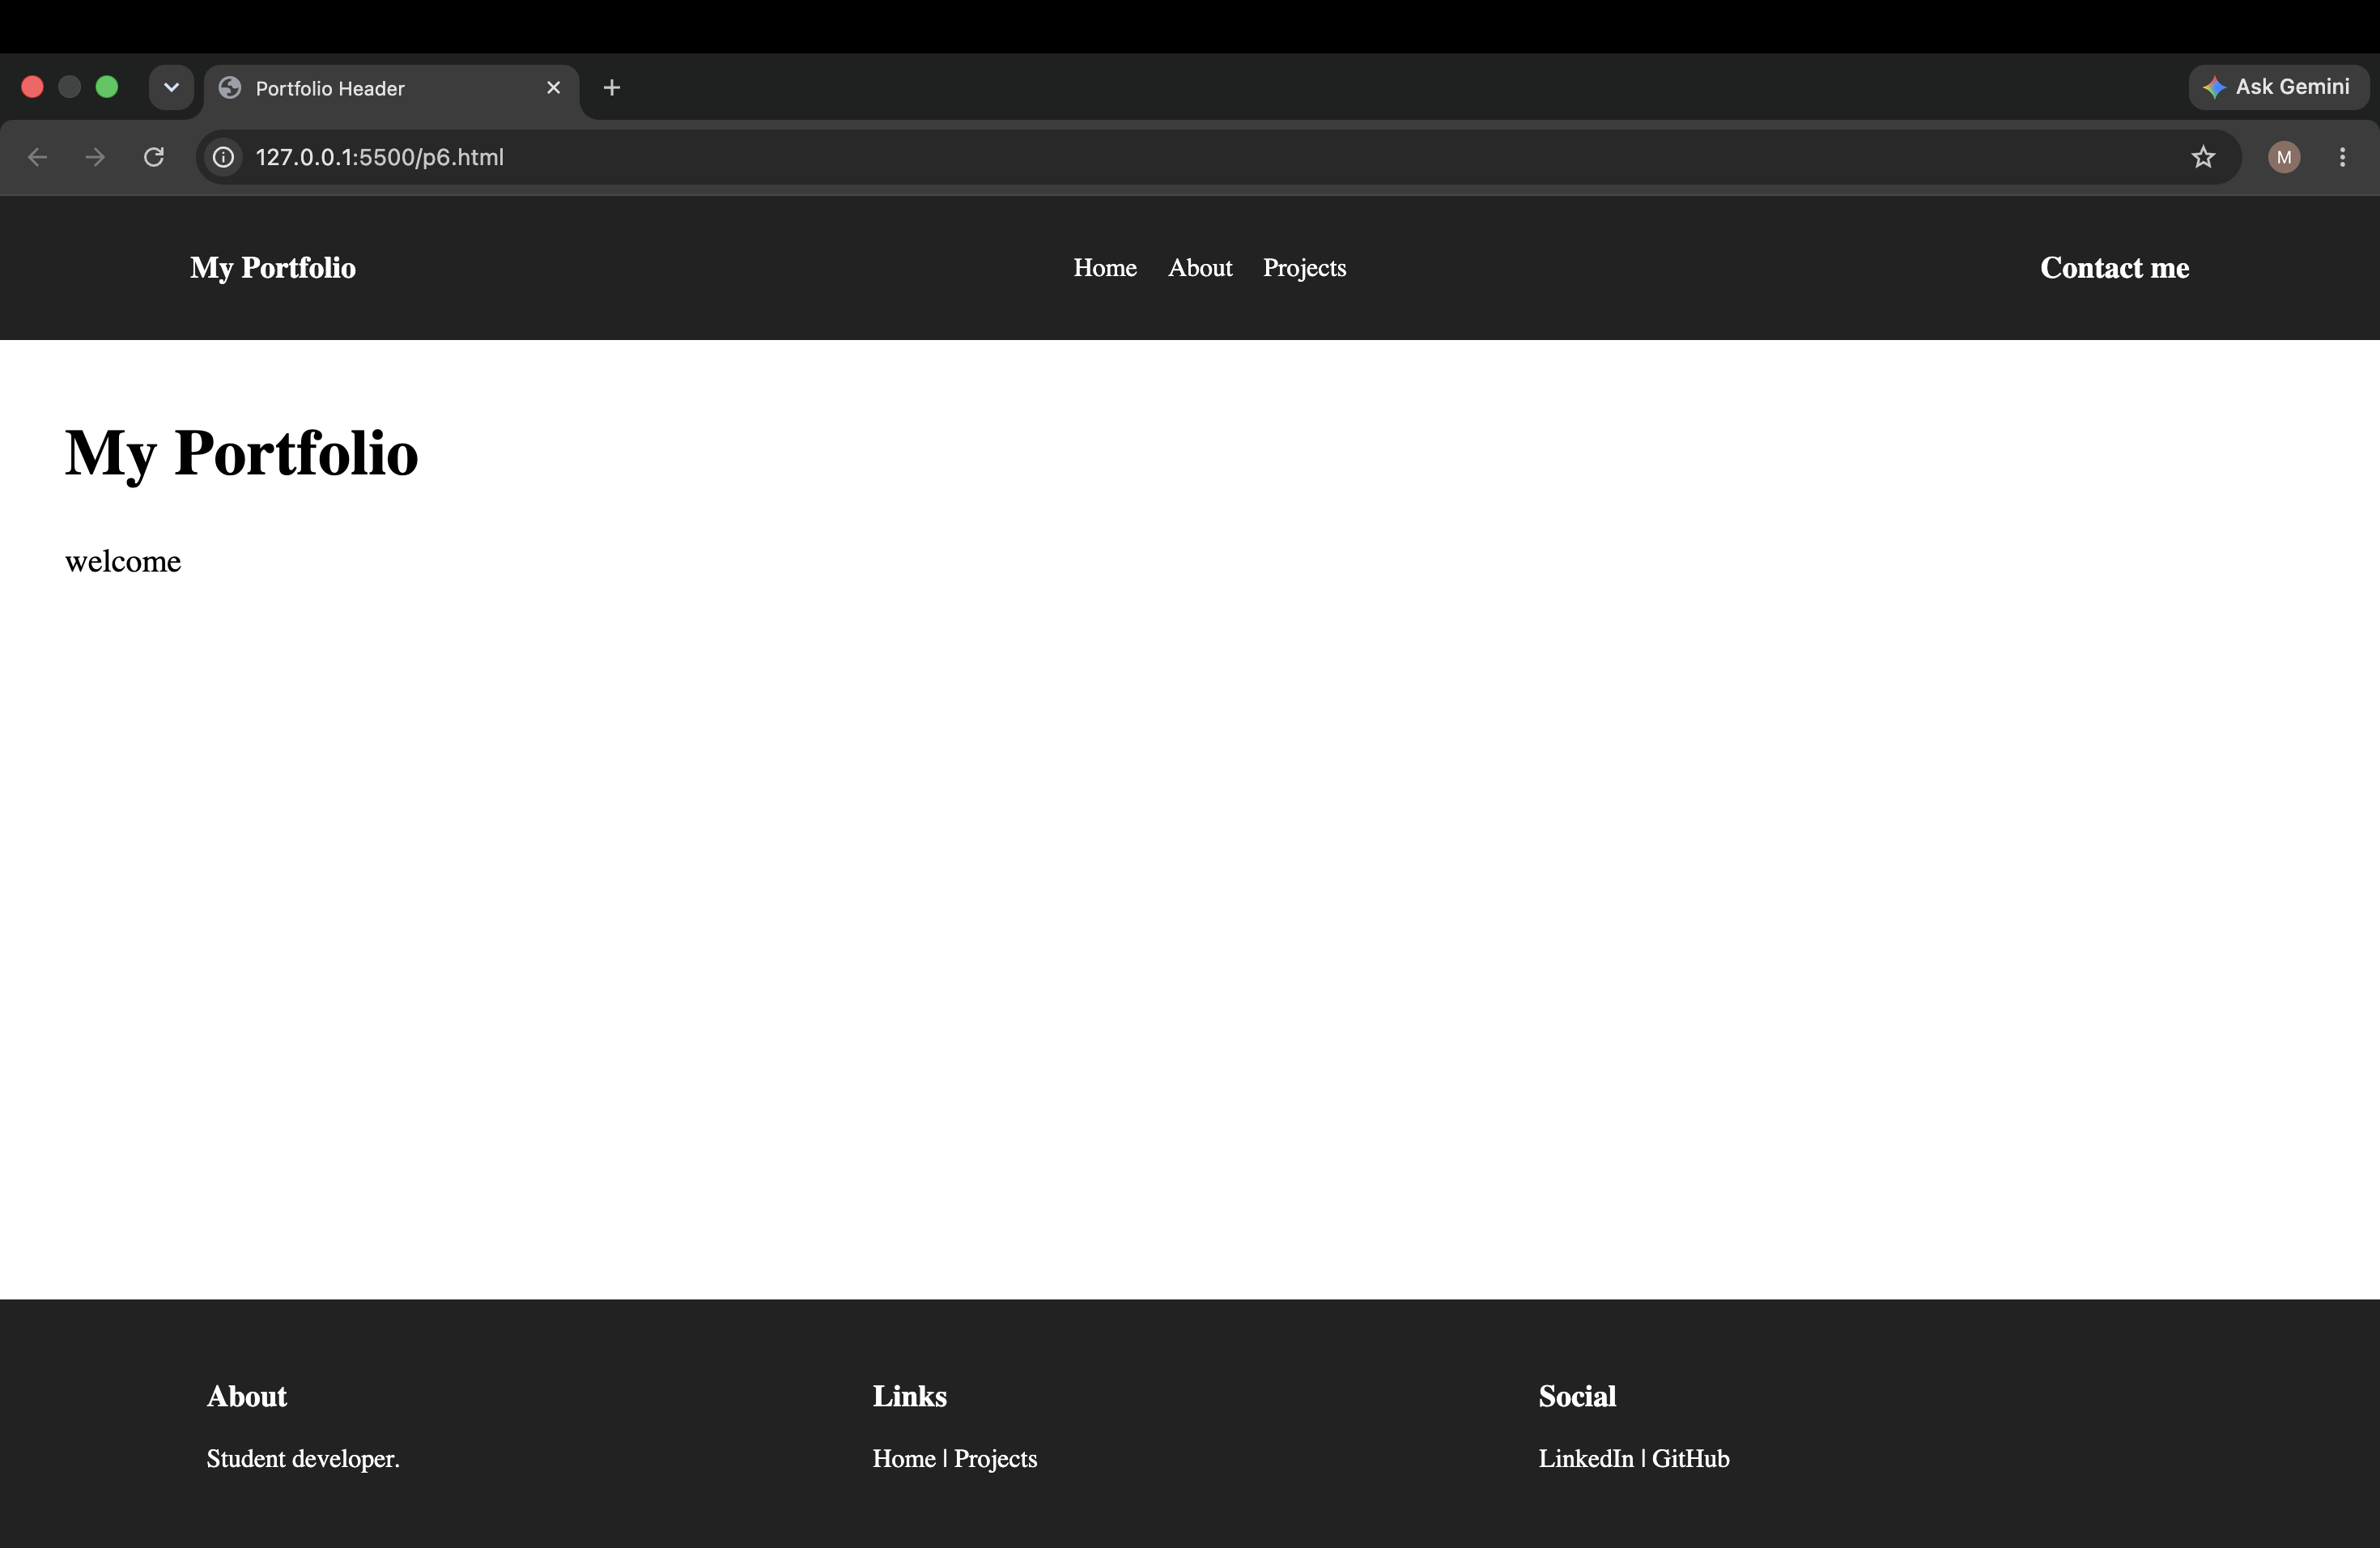 Portfolio Header
Ask Gemini
127.0.0.1:5500/p6.html
M
My Portfolio
Home About Projects
Contact me
My Portfolio
welcome
About
Links
Social
Student developer.
Home | Projects
LinkedIn | GitHub